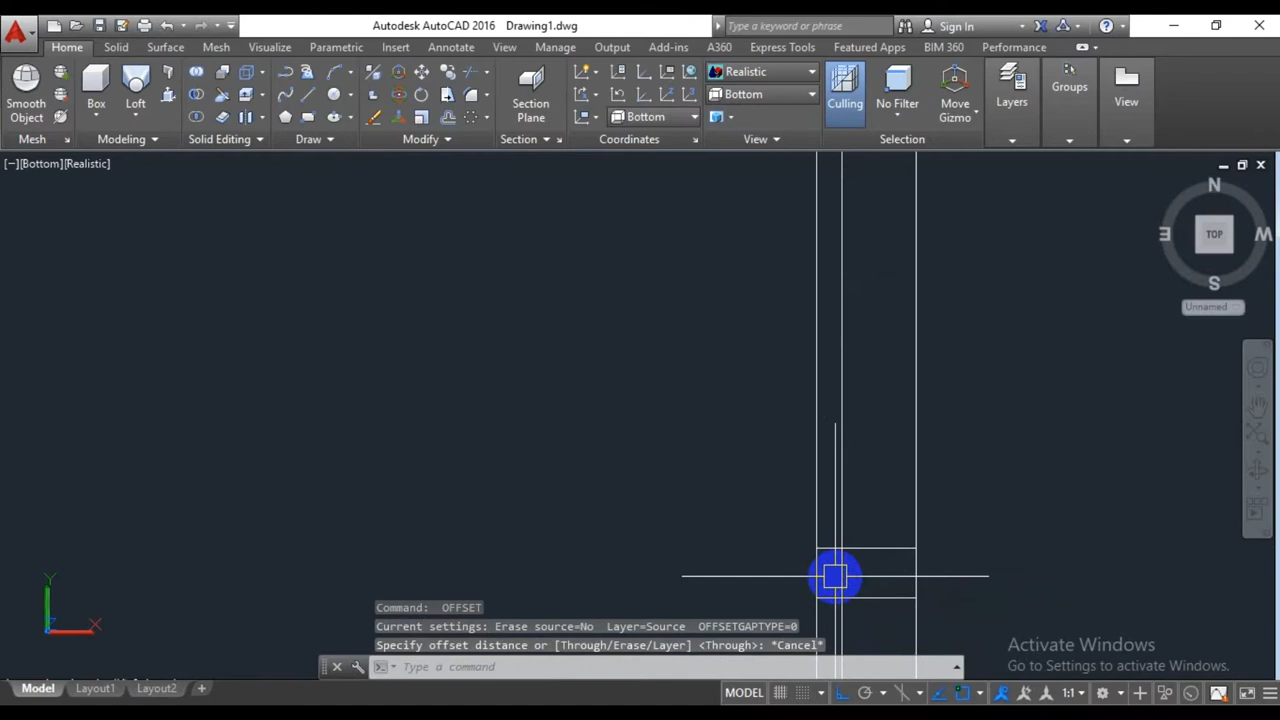 Autodesk AutoCAD 2016 Drawing1.dwg
Type a keyword or phrase
Sign In
Home Solid Surface Mesh Visualize Parametric Insert Annotate View Manage Output Add-ins A360 Express Tools Featured Apps BIM 360 Performance
Realistic
Bottom
Smooth Object
Box
Loft
Section Plane
Bottom
Culling
No Filter
Move Gizmo
Layers
Groups
View
Mesh Modeling Solid Editing Draw Modify Section Coordinates View Selection
[−][Bottom][Realistic]
N
E
TOP
W
S
Unnamed
Y
X
Command: OFFSET
Current settings: Erase source=No Layer=Source OFFSETGAPTYPE=0
Specify offset distance or [Through/Erase/Layer] <Through>: *Cancel*
Type a command
Activate Windows
Go to Settings to activate Windows.
Model Layout1 Layout2 +
MODEL
1:1